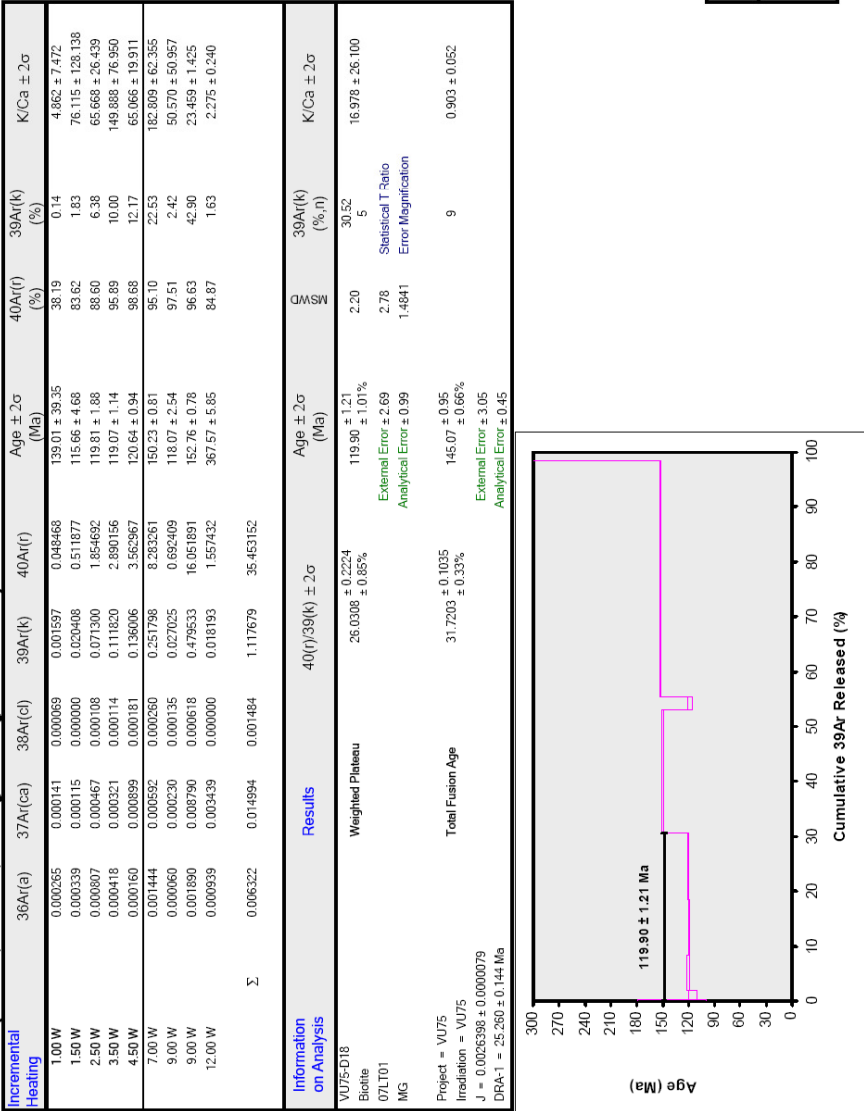 Incremental Heating 36Ar(a) 37Ar(ca) 38Ar(cl) 39Ar(k) 40Ar(r) Age ± 2σ (Ma) 40Ar(r) (%) 39Ar(k) (%) K/Ca ± 2σ
1.00 W 0.000265 0.000141 0.000069 0.001597 0.048468 139.01 ± 39.35 38.19 0.14 4.862 ± 7.472
1.50 W 0.000339 0.000115 0.000000 0.020408 0.511877 115.66 ± 4.68 83.62 1.83 76.115 ± 128.138
2.50 W 0.000807 0.000467 0.000108 0.071300 1.854692 119.81 ± 1.88 88.60 6.38 65.668 ± 26.439
3.50 W 0.000418 0.000321 0.000114 0.111820 2.890156 119.07 ± 1.14 95.89 10.00 149.888 ± 76.950
4.50 W 0.000160 0.000899 0.000181 0.136006 3.562967 120.64 ± 0.94 98.68 12.17 65.066 ± 19.911
7.00 W 0.001444 0.000592 0.000260 0.251798 8.283261 150.23 ± 0.81 95.10 22.53 182.809 ± 62.355
9.00 W 0.000060 0.000230 0.000135 0.027025 0.692409 118.07 ± 2.54 97.51 2.42 50.570 ± 50.957
9.00 W 0.001890 0.008790 0.000618 0.479533 16.051891 152.76 ± 0.78 96.63 42.90 23.459 ± 1.425
12.00 W 0.000939 0.003439 0.000000 0.018193 1.557432 367.57 ± 5.85 84.87 1.63 2.275 ± 0.240
Σ 0.006322 0.014994 0.001484 1.117679 35.453152
Information on Analysis Results 40(r)/39(k) ± 2σ Age ± 2σ (Ma) MSWD 39Ar(k) (%,n) K/Ca ± 2σ
VU75-D18
Biotite
07LT01
MG
Weighted Plateau 26.0308 ± 0.2224 119.90 ± 1.21 2.20 30.52 16.978 ± 26.100
± 0.85% ± 1.01% 5
External Error ± 2.69 2.78 Statistical T Ratio
Analytical Error ± 0.99 1.4841 Error Magnification
Project = VU75
Irradiation = VU75
J = 0.0026398 ± 0.0000079
DRA-1 = 25.260 ± 0.144 Ma
Total Fusion Age 31.7203 ± 0.1035 145.07 ± 0.95 9 0.903 ± 0.052
± 0.33% ± 0.66%
External Error ± 3.05
Analytical Error ± 0.45
300
270
240
210
180
150
120
90
60
30
0
Age (Ma)
119.90 ± 1.21 Ma
0 10 20 30 40 50 60 70 80 90 100
Cumulative 39Ar Released (%)